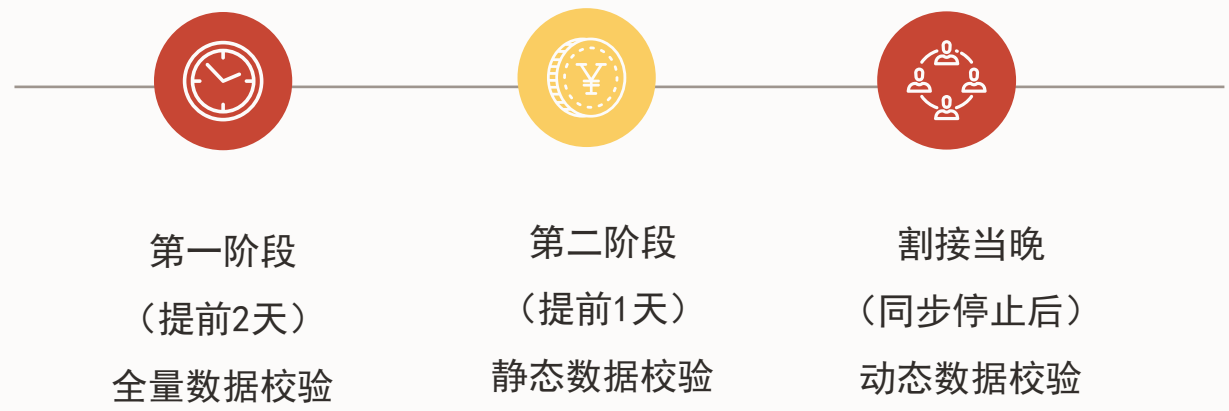 ¥
第一阶段
（提前2天）
全量数据校验
第二阶段
（提前1天）
静态数据校验
割接当晚
（同步停止后）
动态数据校验